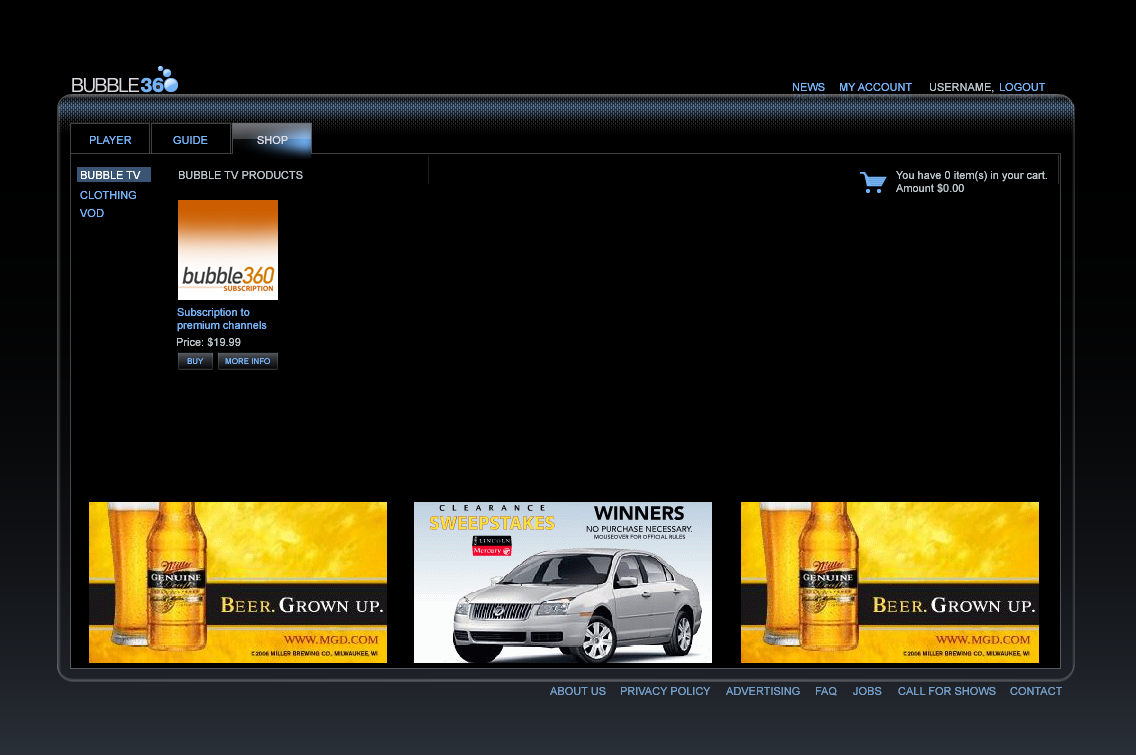 BUBBLE360
NEWS MY ACCOUNT USERNAME, LOGOUT
PLAYER GUIDE SHOP
BUBBLE TV
CLOTHING
VOD
BUBBLE TV PRODUCTS
You have 0 item(s) in your cart.
Amount $0.00
bubble360
SUBSCRIPTION
Subscription to
premium channels
Price: $19.99
BUY MORE INFO
Miller
GENUINE
Draft
BEER. GROWN UP.
WWW.MGD.COM
©2006 MILLER BREWING CO., MILWAUKEE, WI
CLEARANCE
SWEEPSTAKES
LINCOLN
Mercury
WINNERS
NO PURCHASE NECESSARY.
MOUSEOVER FOR OFFICIAL RULES
Miller
GENUINE
Draft
BEER. GROWN UP.
WWW.MGD.COM
©2006 MILLER BREWING CO., MILWAUKEE, WI
ABOUT US PRIVACY POLICY ADVERTISING FAQ JOBS CALL FOR SHOWS CONTACT